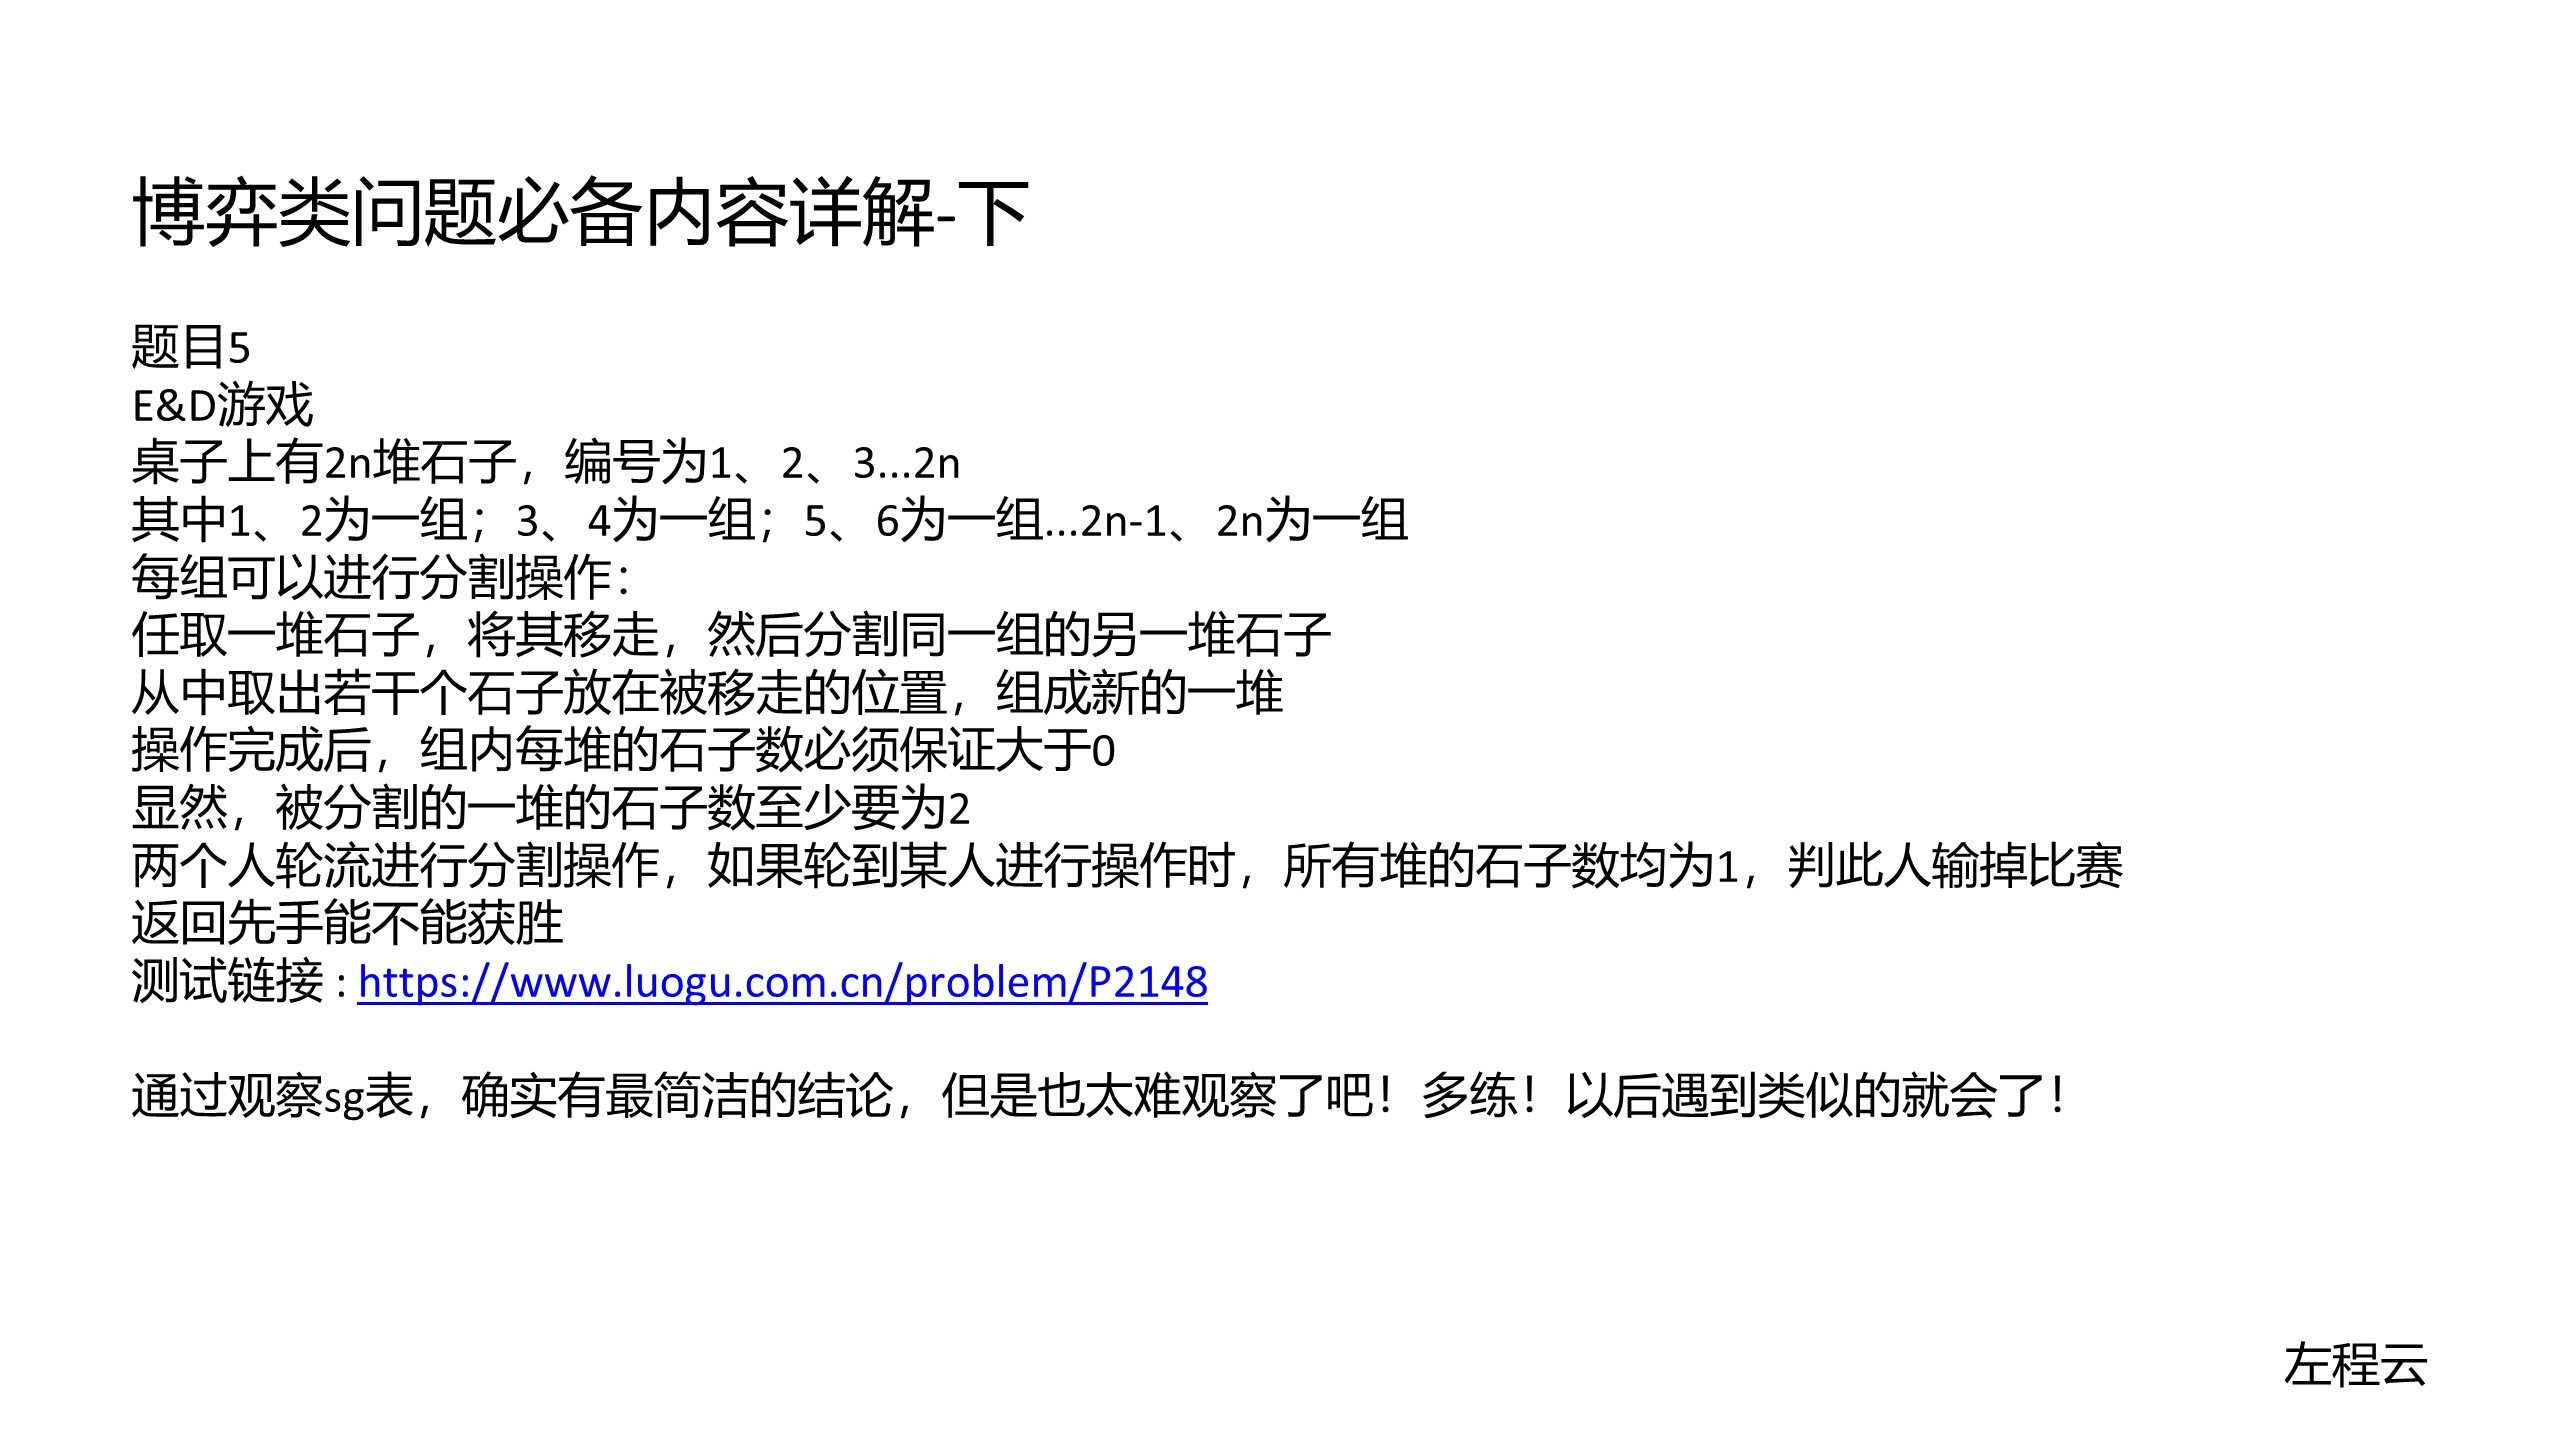 博弈类问题必备内容详解-下
题目5
E&D游戏
桌子上有2n堆石子，编号为1、2、3...2n
其中1、2为一组；3、4为一组；5、6为一组...2n-1、2n为一组
每组可以进行分割操作：
任取一堆石子，将其移走，然后分割同一组的另一堆石子
从中取出若干个石子放在被移走的位置，组成新的一堆
操作完成后，组内每堆的石子数必须保证大于0
显然，被分割的一堆的石子数至少要为2
两个人轮流进行分割操作，如果轮到某人进行操作时，所有堆的石子数均为1，判此人输掉比赛
返回先手能不能获胜
测试链接 : https://www.luogu.com.cn/problem/P2148
通过观察sg表，确实有最简洁的结论，但是也太难观察了吧！多练！以后遇到类似的就会了！
左程云